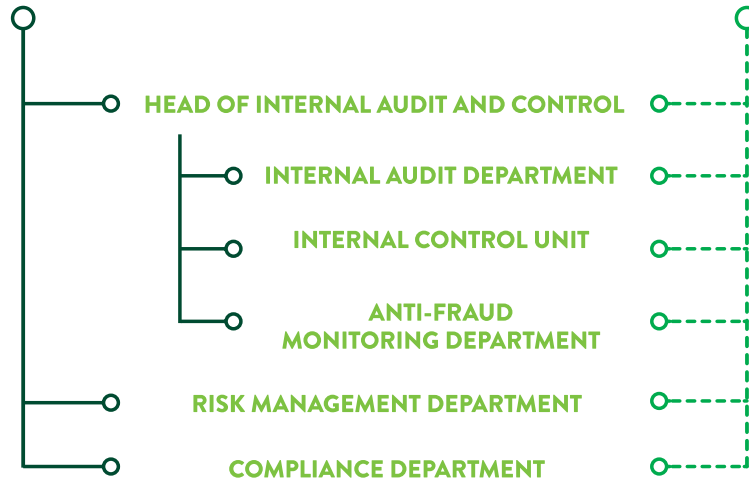 HEAD OF INTERNAL AUDIT AND CONTROL
INTERNAL AUDIT DEPARTMENT
INTERNAL CONTROL UNIT
ANTI-FRAUD
MONITORING DEPARTMENT
RISK MANAGEMENT DEPARTMENT
COMPLIANCE DEPARTMENT